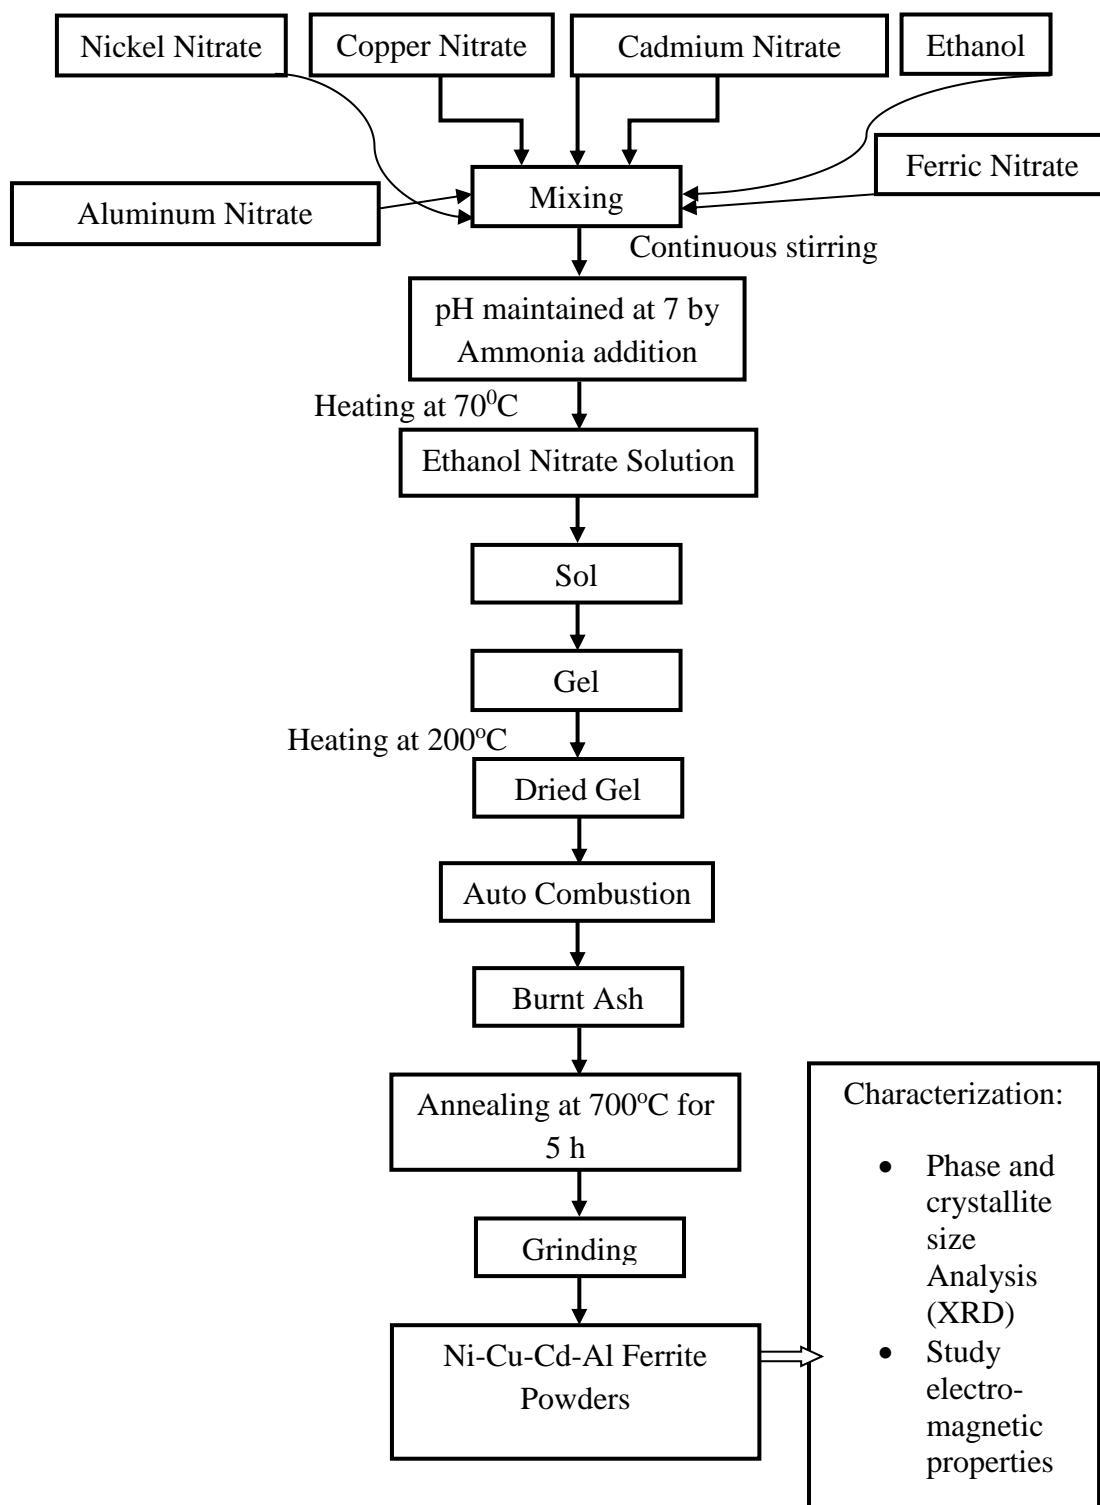 Nickel Nitrate
Copper Nitrate
Cadmium Nitrate
Ethanol
Ferric Nitrate
Aluminum Nitrate
Mixing
Continuous stirring
pH maintained at 7 by
Ammonia addition
Heating at 70⁰C
Ethanol Nitrate Solution
Sol
Gel
Heating at 200ºC
Dried Gel
Auto Combustion
Burnt Ash
Annealing at 700ºC for
5 h
Grinding
Ni-Cu-Cd-Al Ferrite
Powders
Characterization:
• Phase and
crystallite
size
Analysis
(XRD)
• Study
electro-
magnetic
properties